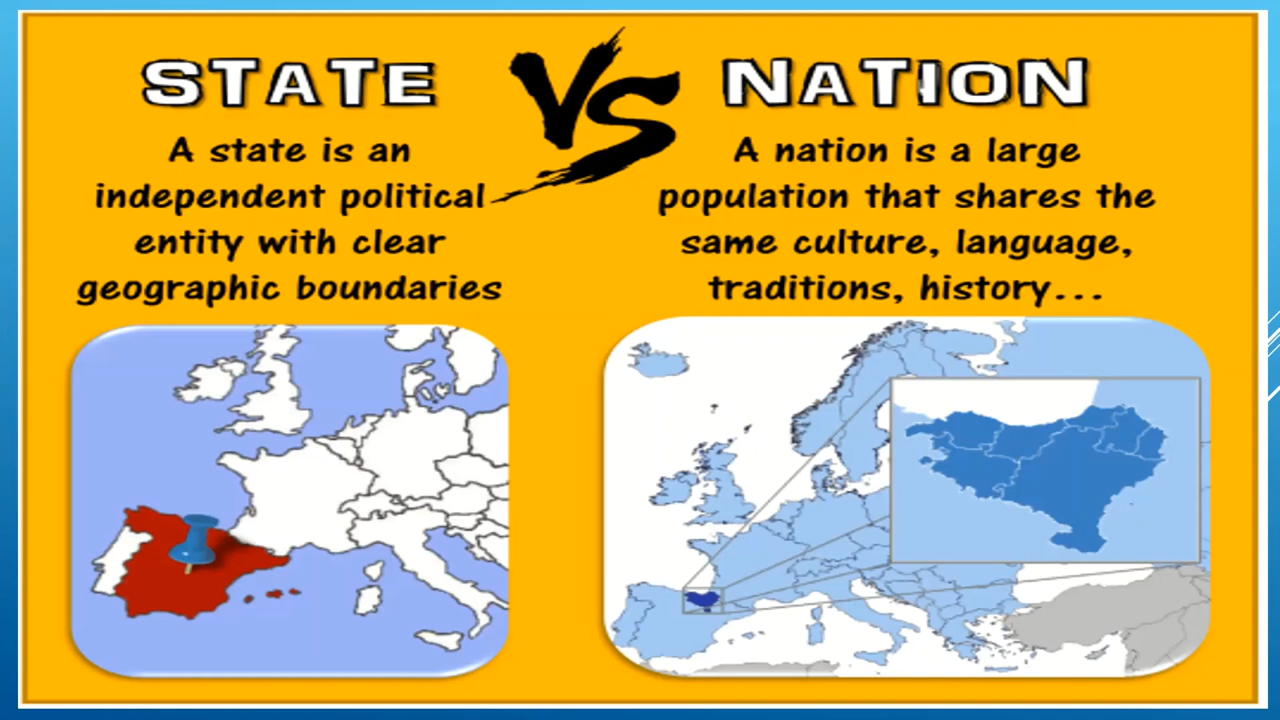 STATE
VS
NATION
A state is an
independent political
entity with clear
geographic boundaries
A nation is a large
population that shares the
same culture, language,
traditions, history...